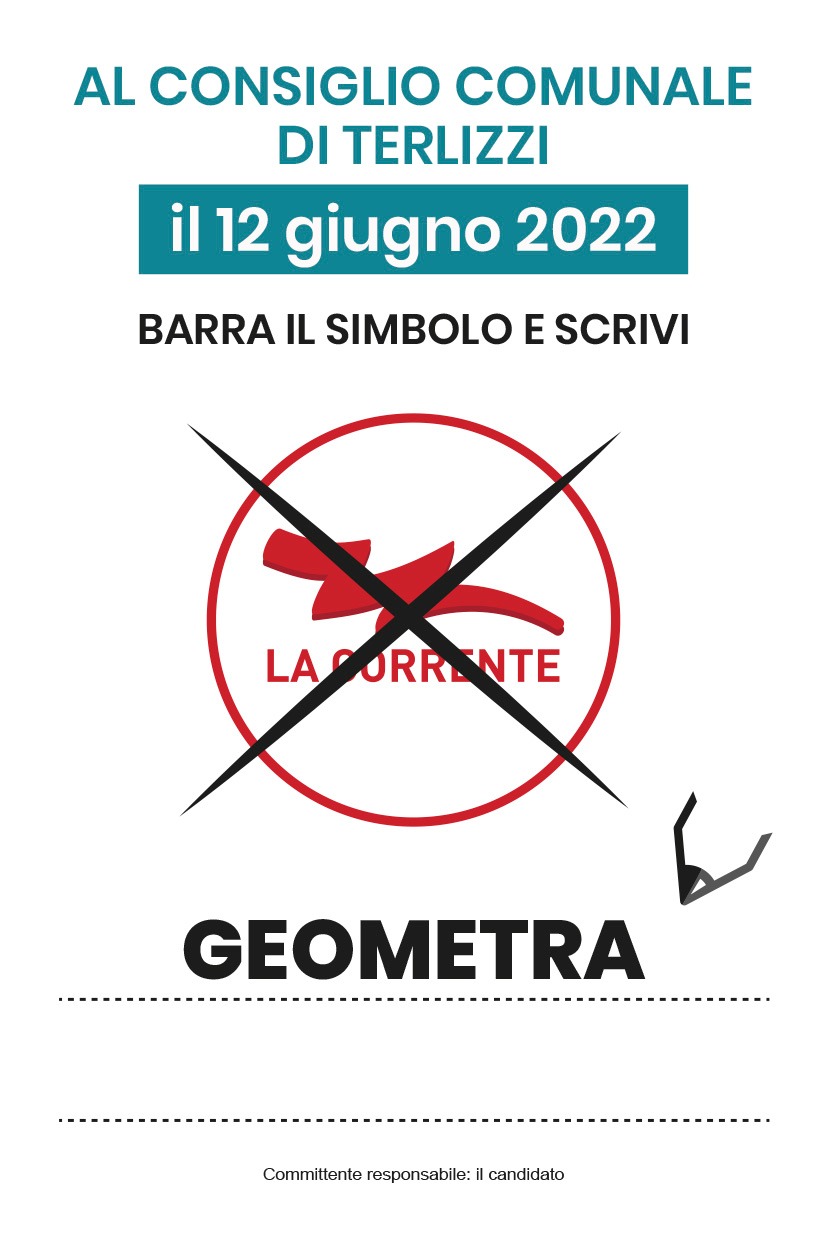 AL CONSIGLIO COMUNALE
DI TERLIZZI
il 12 giugno 2022
BARRA IL SIMBOLO E SCRIVI
LA CORRENTE
GEOMETRA
Committente responsabile: il candidato